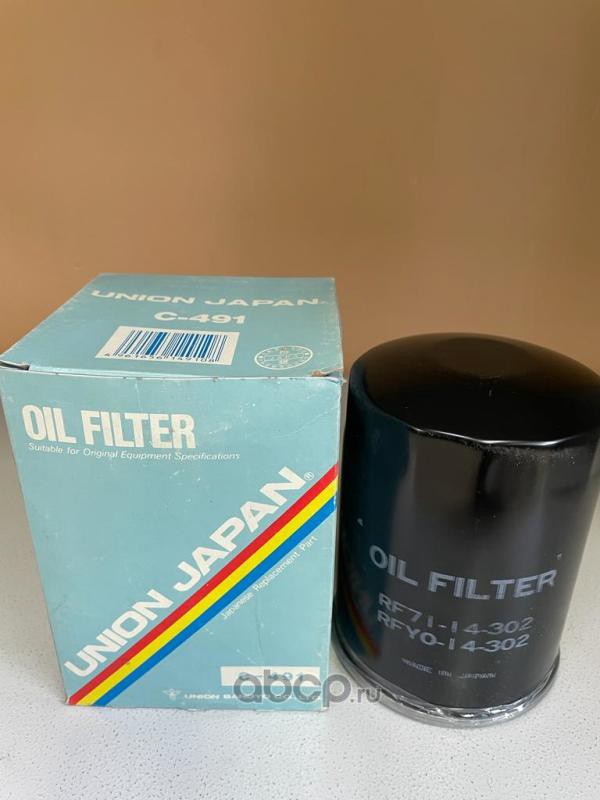 UNION JAPAN
C-491
OIL FILTER
Suitable for Original Equipment Specifications
UNION JAPAN®
Japanese Replacement Part
UNION
OIL FILTER
RF71-14-302
RFY0-14-302
abcp.ru